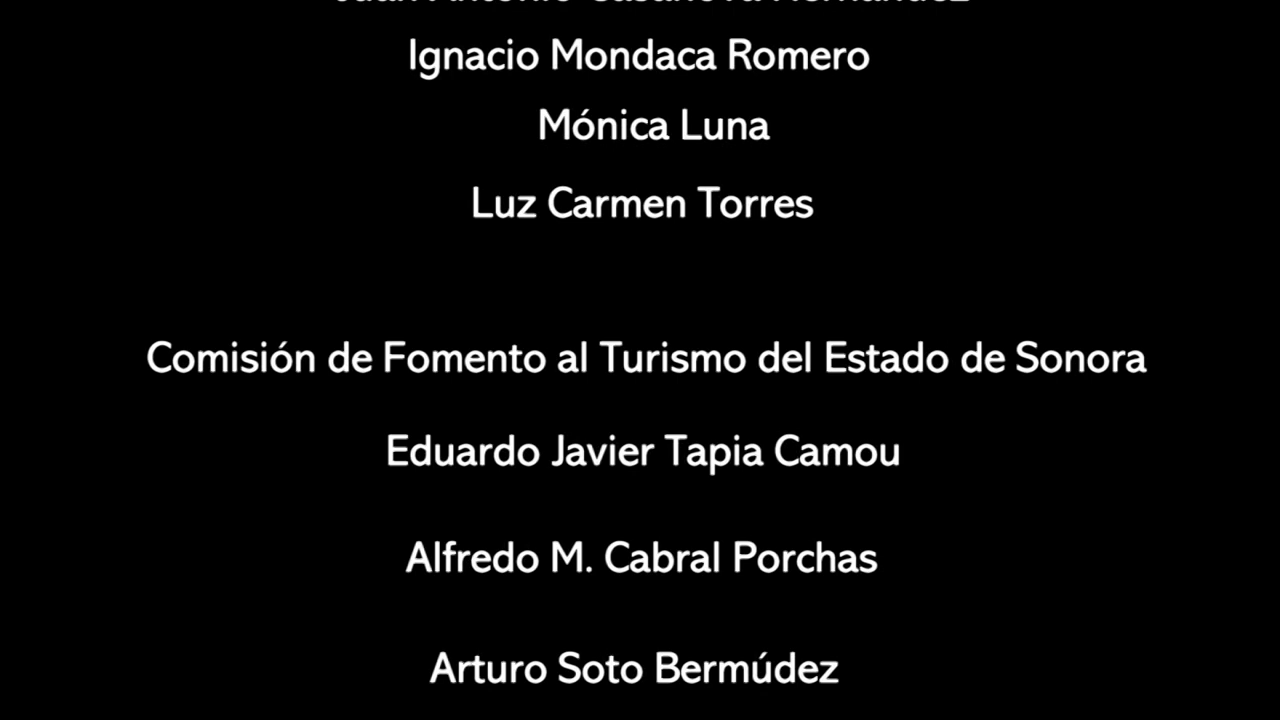 Ignacio Mondaca Romero
Mónica Luna
Luz Carmen Torres
Comisión de Fomento al Turismo del Estado de Sonora
Eduardo Javier Tapia Camou
Alfredo M. Cabral Porchas
Arturo Soto Bermúdez